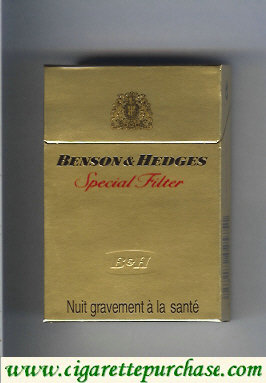 BENSON & HEDGES
Special Filter
B&H
Nuit gravement à la santé
www.cigarettepurchase.com